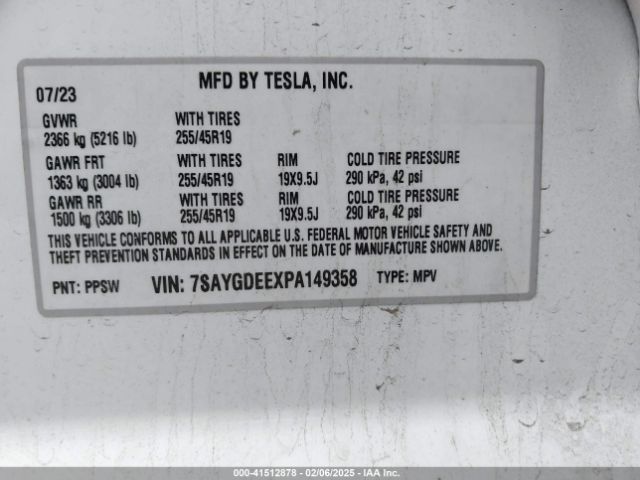 MFD BY TESLA, INC.
07/23
GVWR WITH TIRES
2366 kg (5216 lb) 255/45R19
GAWR FRT WITH TIRES RIM COLD TIRE PRESSURE
1363 kg (3004 lb) 255/45R19 19X9.5J 290 kPa, 42 psi
GAWR RR WITH TIRES RIM COLD TIRE PRESSURE
1500 kg (3306 lb) 255/45R19 19X9.5J 290 kPa, 42 psi
THIS VEHICLE CONFORMS TO ALL APPLICABLE U.S. FEDERAL MOTOR VEHICLE SAFETY AND
THEFT PREVENTION STANDARDS IN EFFECT ON THE DATE OF MANUFACTURE SHOWN ABOVE.
PNT: PPSW VIN: 7SAYGDEEXPA149358 TYPE: MPV
000-41512878 - 02/06/2025 - IAA Inc.